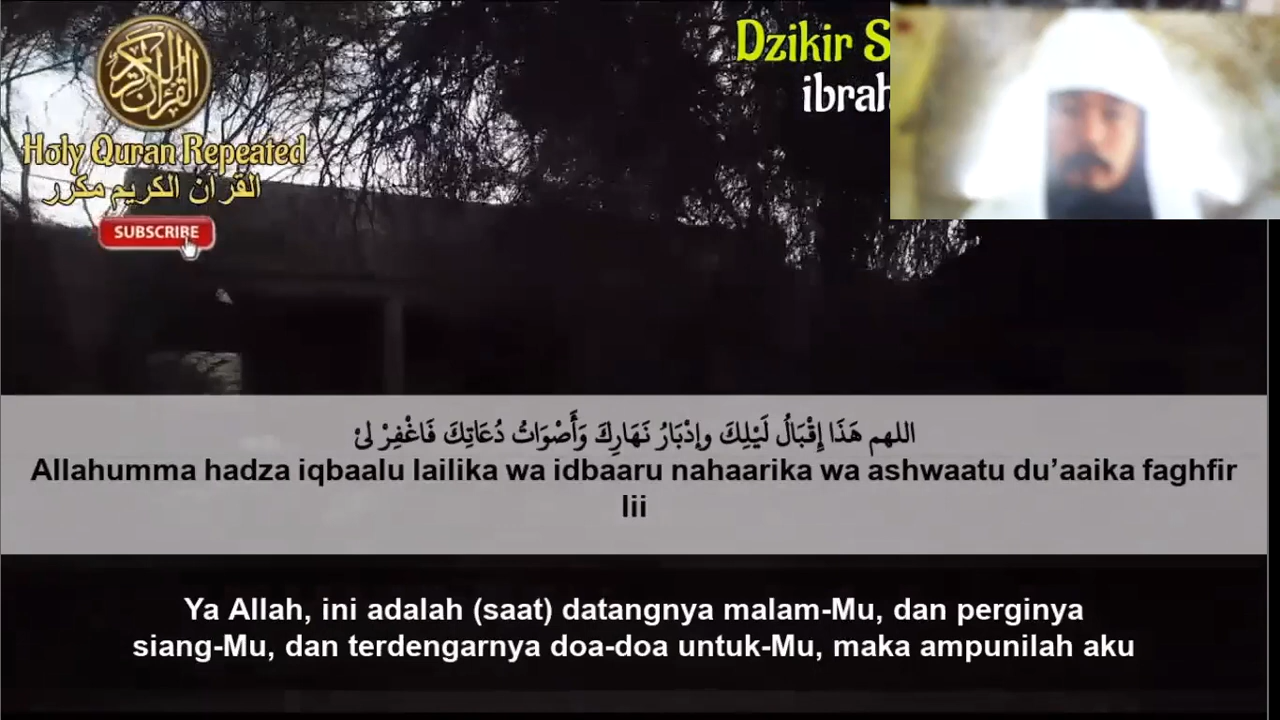 القرآن الكريم
Holy Quran Repeated
القرآن الكريم مكرر
SUBSCRIBE
Dzikir S
ibrah
اللهم هَذَا إِقْبَالُ لَيْلِكَ وإِدْبَارُ نَهَارِكَ وَأَصْوَاتُ دُعَاتِكَ فَاغْفِرْ لِىْ
Allahumma hadza iqbaalu lailika wa idbaaru nahaarika wa ashwaatu du’aaika faghfir
lii
Ya Allah, ini adalah (saat) datangnya malam-Mu, dan perginya
siang-Mu, dan terdengarnya doa-doa untuk-Mu, maka ampunilah aku